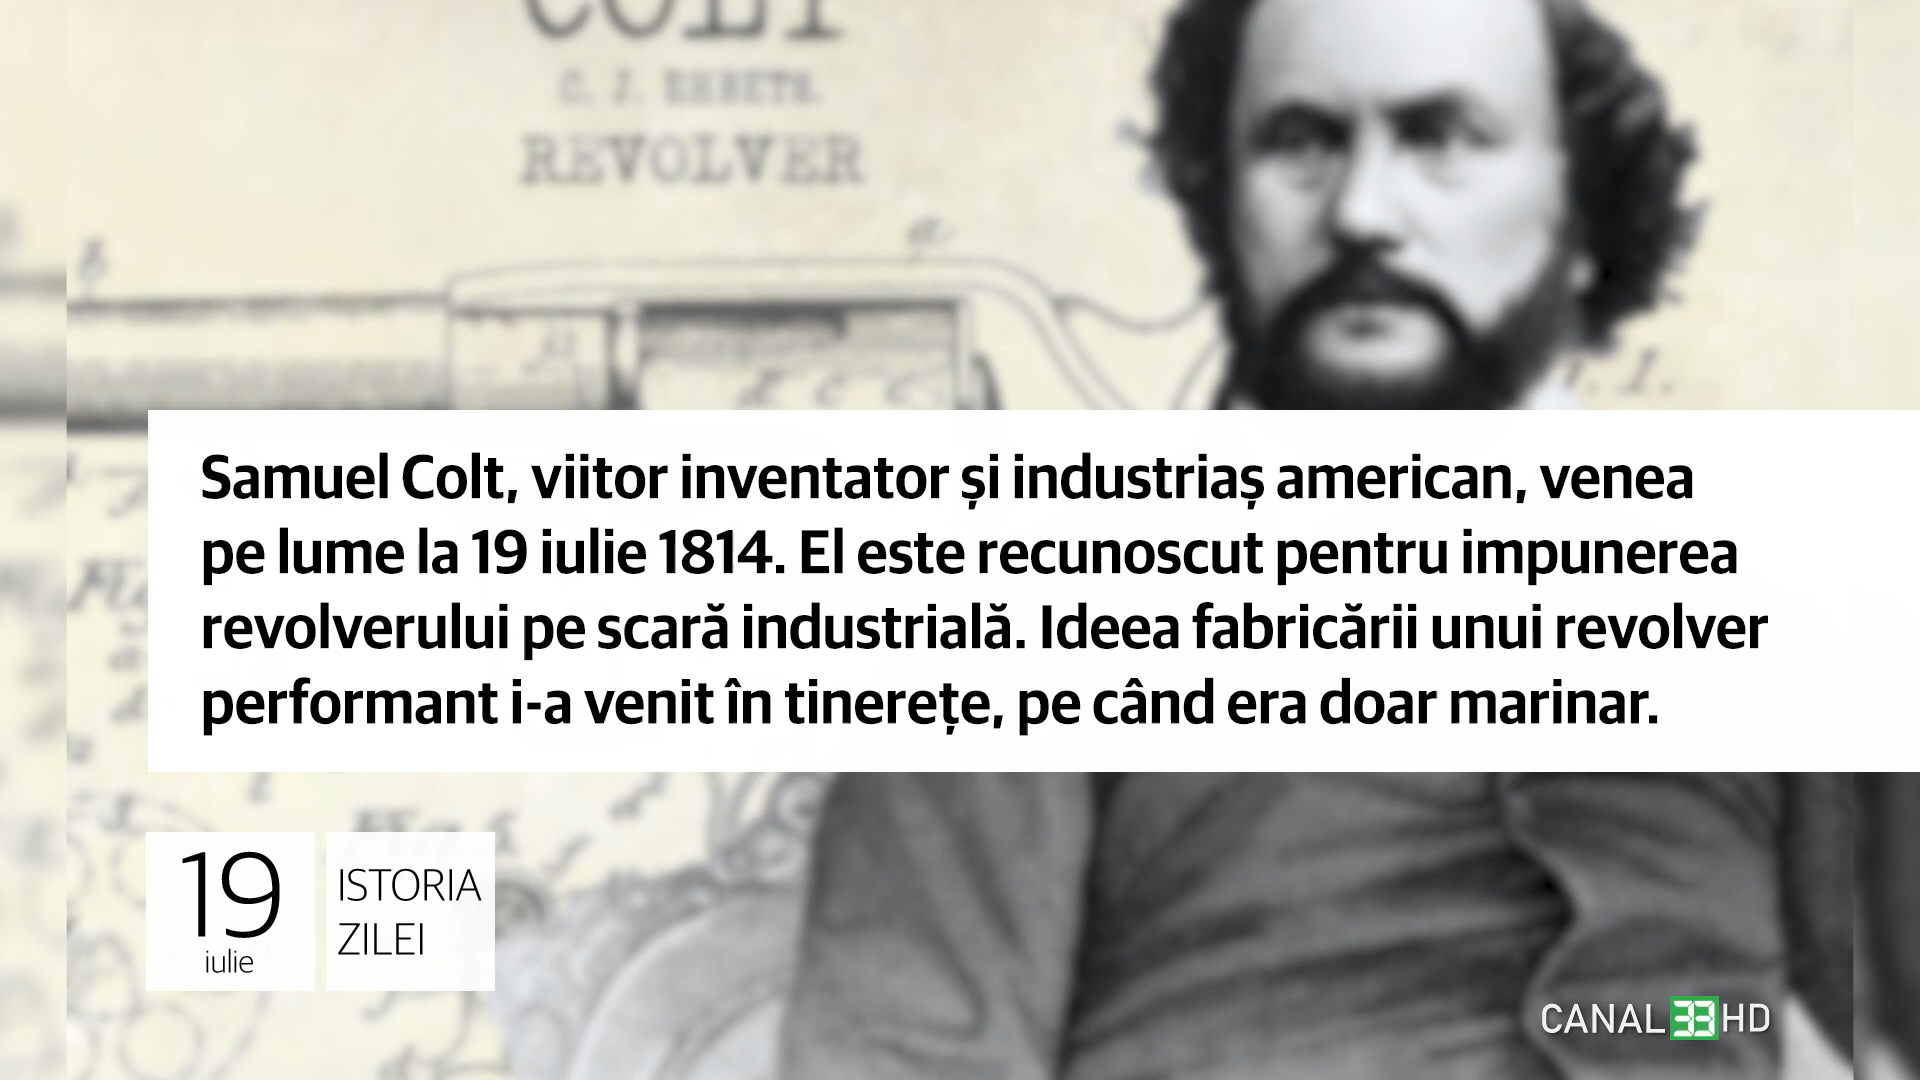 COLT
C. J. EHBETS.
REVOLVER
a
b
Samuel Colt, viitor inventator și industriaș american, venea
pe lume la 19 iulie 1814. El este recunoscut pentru impunerea
revolverului pe scară industrială. Ideea fabricării unui revolver
performant i-a venit în tinerețe, pe când era doar marinar.
19
iulie
ISTORIA
ZILEI
CANAL 33 HD